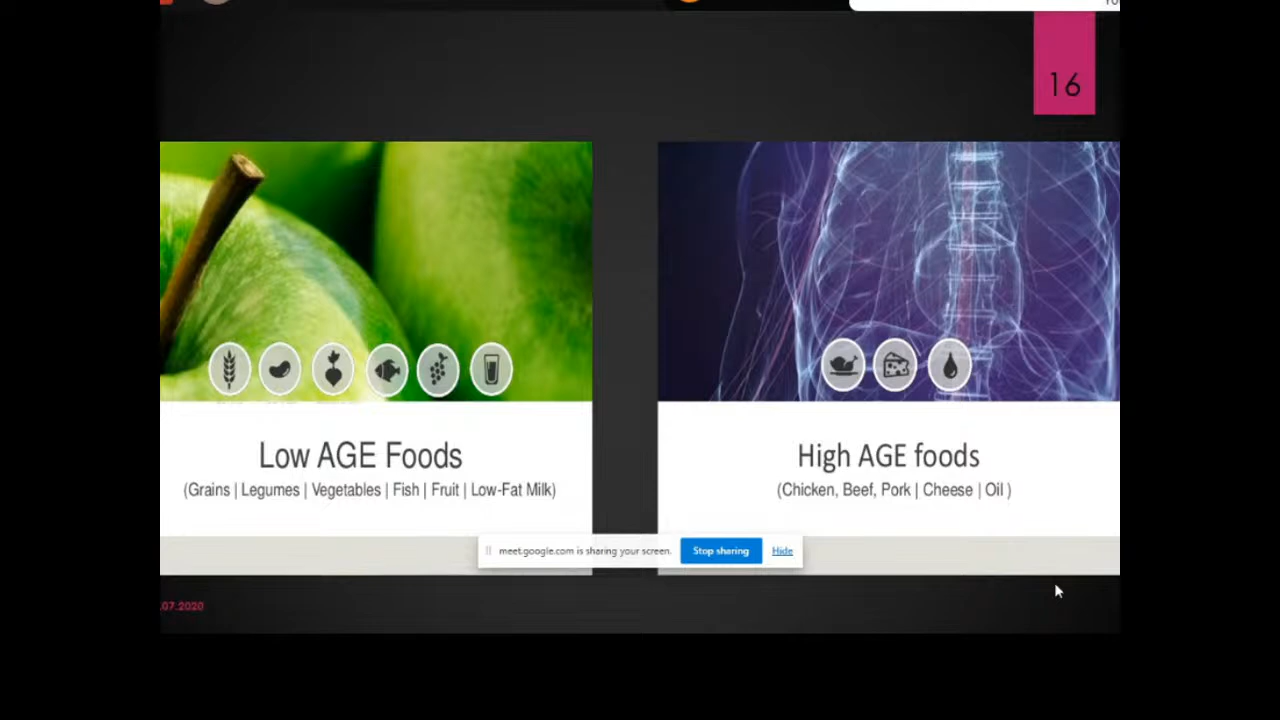 16
Low AGE Foods
(Grains | Legumes | Vegetables | Fish | Fruit | Low-Fat Milk)
High AGE foods
(Chicken, Beef, Pork | Cheese | Oil )
meet.google.com is sharing your screen.
Stop sharing
Hide
.07.2020